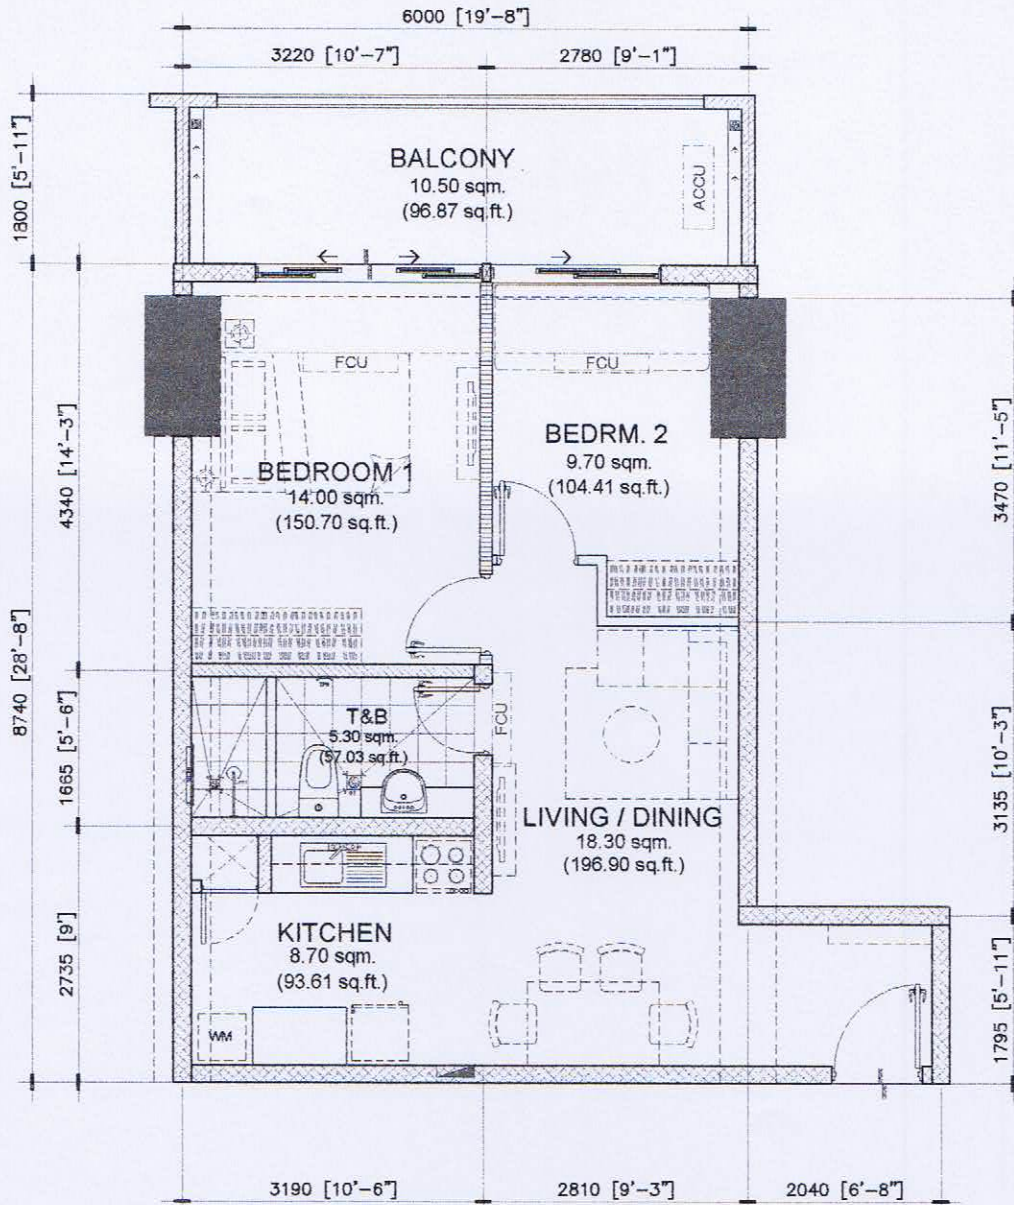 6000 [19'-8"]
3220 [10'-7"]
2780 [9'-1"]
1800 [5'-11"]
BALCONY
10.50 sqm.
(96.87 sq.ft.)
ACCU
FCU
FCU
BEDROOM 1
14.00 sqm.
(150.70 sq.ft.)
BEDRM. 2
9.70 sqm.
(104.41 sq.ft.)
4340 [14'-3"]
3470 [11'-5"]
8740 [28'-8"]
T&B
5.30 sqm.
(57.03 sq.ft.)
FCU
1665 [5'-6"]
3135 [10'-3"]
LIVING / DINING
18.30 sqm.
(196.90 sq.ft.)
KITCHEN
8.70 sqm.
(93.61 sq.ft.)
2735 [9']
WM
1795 [5'-11"]
3190 [10'-6"]
2810 [9'-3"]
2040 [6'-8"]